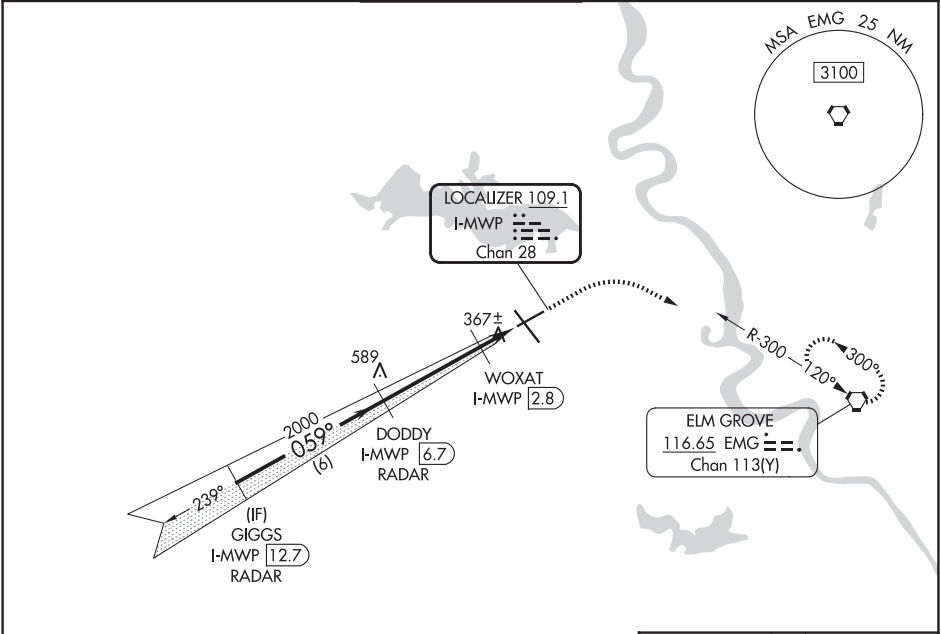 MSA EMG 25 NM
3100
LOCALIZER 109.1
I-MWP
Chan 28
367±
589
WOXAT
I-MWP 2.8
R-300
120°
300°
2000
059°
(6)
DODDY
I-MWP 6.7
RADAR
ELM GROVE
116.65 EMG
Chan 113(Y)
239°
(IF)
GIGGS
I-MWP 12.7
RADAR